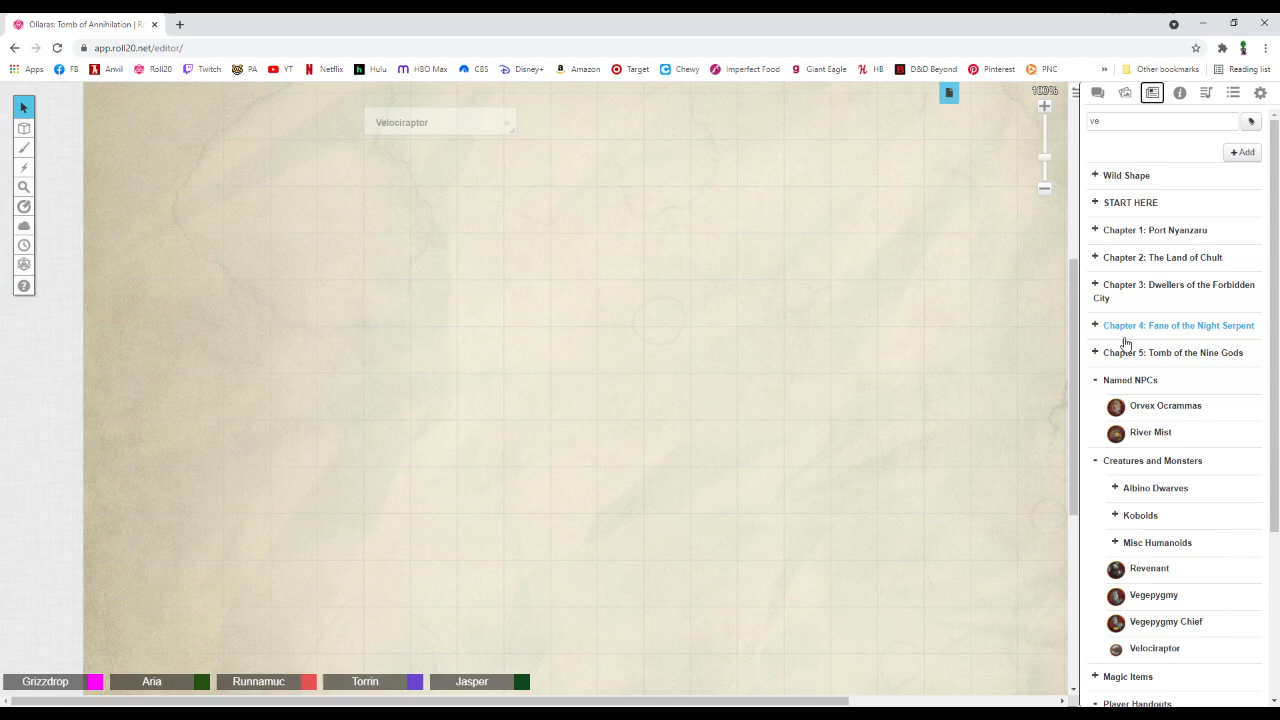 Ollaras: Tomb of Annihilation | Ro
app.roll20.net/editor/
Apps FB Anvil Roll20 Twitch PA YT Netflix Hulu HBO Max CBS Disney+ Amazon Target Chewy Imperfect Food Giant Eagle HB D&D Beyond Pinterest PNC » Other bookmarks Reading list
Velociraptor
100%
ve
+ Add
Wild Shape
START HERE
Chapter 1: Port Nyanzaru
Chapter 2: The Land of Chult
Chapter 3: Dwellers of the Forbidden
City
Chapter 4: Fane of the Night Serpent
Chapter 5: Tomb of the Nine Gods
Named NPCs
Orvex Ocrammas
River Mist
Creatures and Monsters
Albino Dwarves
Kobolds
Misc Humanoids
Revenant
Vegepygmy
Vegepygmy Chief
Velociraptor
Magic Items
Player Handouts
Grizzdrop Aria Runnamuc Torrin Jasper